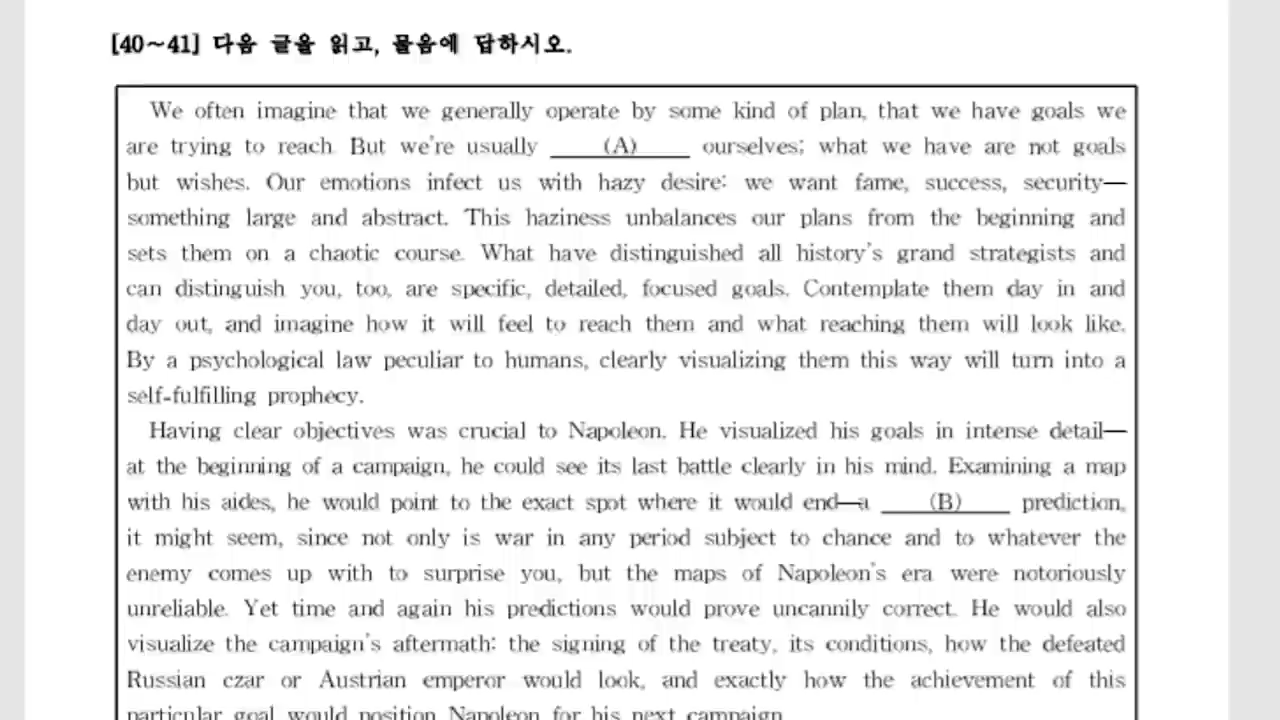 [40~41] 다음 글을 읽고, 물음에 답하시오.
We often imagine that we generally operate by some kind of plan, that we have goals we
are trying to reach. But we're usually (A) ourselves; what we have are not goals
but wishes. Our emotions infect us with hazy desire: we want fame, success, security—
something large and abstract. This haziness unbalances our plans from the beginning and
sets them on a chaotic course. What have distinguished all history's grand strategists and
can distinguish you, too, are specific, detailed, focused goals. Contemplate them day in and
day out, and imagine how it will feel to reach them and what reaching them will look like.
By a psychological law peculiar to humans, clearly visualizing them this way will turn into a
self-fulfilling prophecy.
Having clear objectives was crucial to Napoleon. He visualized his goals in intense detail—
at the beginning of a campaign, he could see its last battle clearly in his mind. Examining a map
with his aides, he would point to the exact spot where it would end—a (B) prediction,
it might seem, since not only is war in any period subject to chance and to whatever the
enemy comes up with to surprise you, but the maps of Napoleon's era were notoriously
unreliable. Yet time and again his predictions would prove uncannily correct. He would also
visualize the campaign's aftermath: the signing of the treaty, its conditions, how the defeated
Russian czar or Austrian emperor would look, and exactly how the achievement of this
particular goal would position Napoleon for his next campaign.